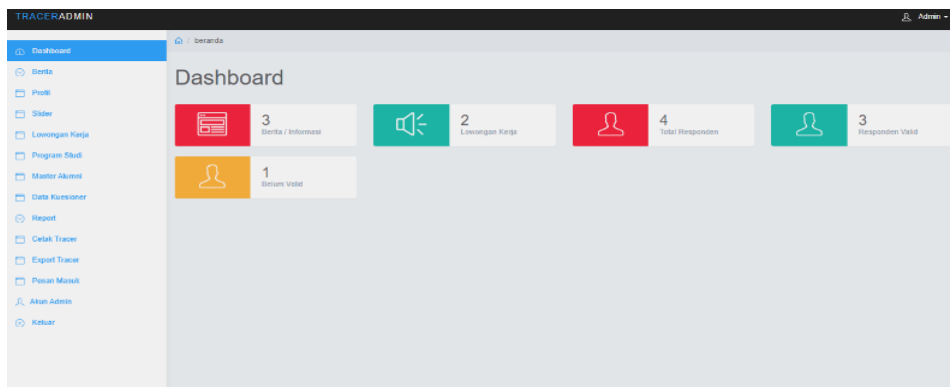 TRACERADMIN
Admin
/ beranda
Dashboard
Berita
Profil
Slider
Lowongan Kerja
Program Studi
Master Alumni
Data Kuesioner
Report
Cetak Tracer
Export Tracer
Pesan Masuk
Akun Admin
Keluar
Dashboard
3
Berita / Informasi
2
Lowongan Kerja
4
Total Responden
3
Responden Valid
1
Belum Valid